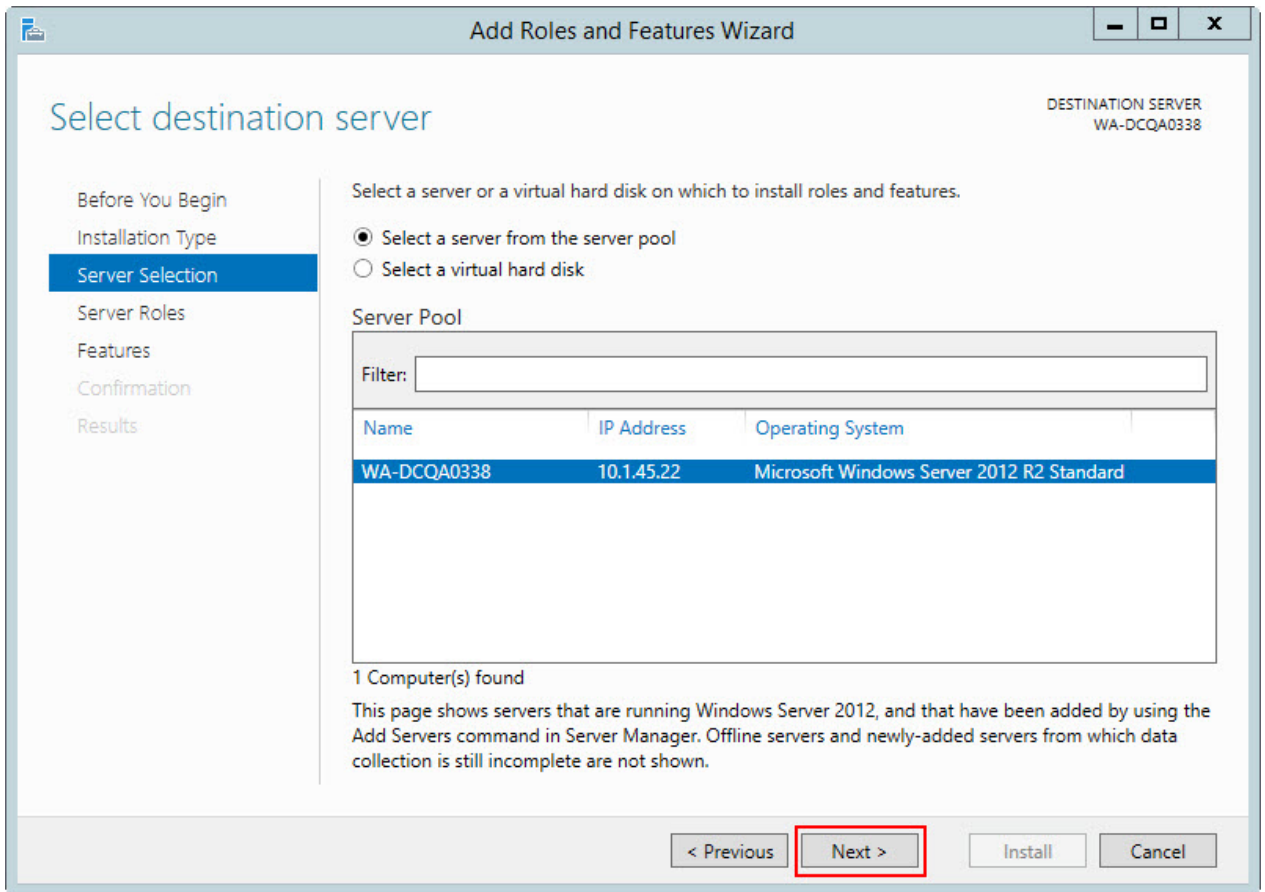 Add Roles and Features Wizard
Select destination server
DESTINATION SERVER
WA-DCQA0338
Before You Begin
Installation Type
Server Selection
Server Roles
Features
Confirmation
Results
Select a server or a virtual hard disk on which to install roles and features.
Select a server from the server pool
Select a virtual hard disk
Server Pool
Filter:
Name IP Address Operating System
WA-DCQA0338 10.1.45.22 Microsoft Windows Server 2012 R2 Standard
1 Computer(s) found
This page shows servers that are running Windows Server 2012, and that have been added by using the
Add Servers command in Server Manager. Offline servers and newly-added servers from which data
collection is still incomplete are not shown.
< Previous Next > Install Cancel